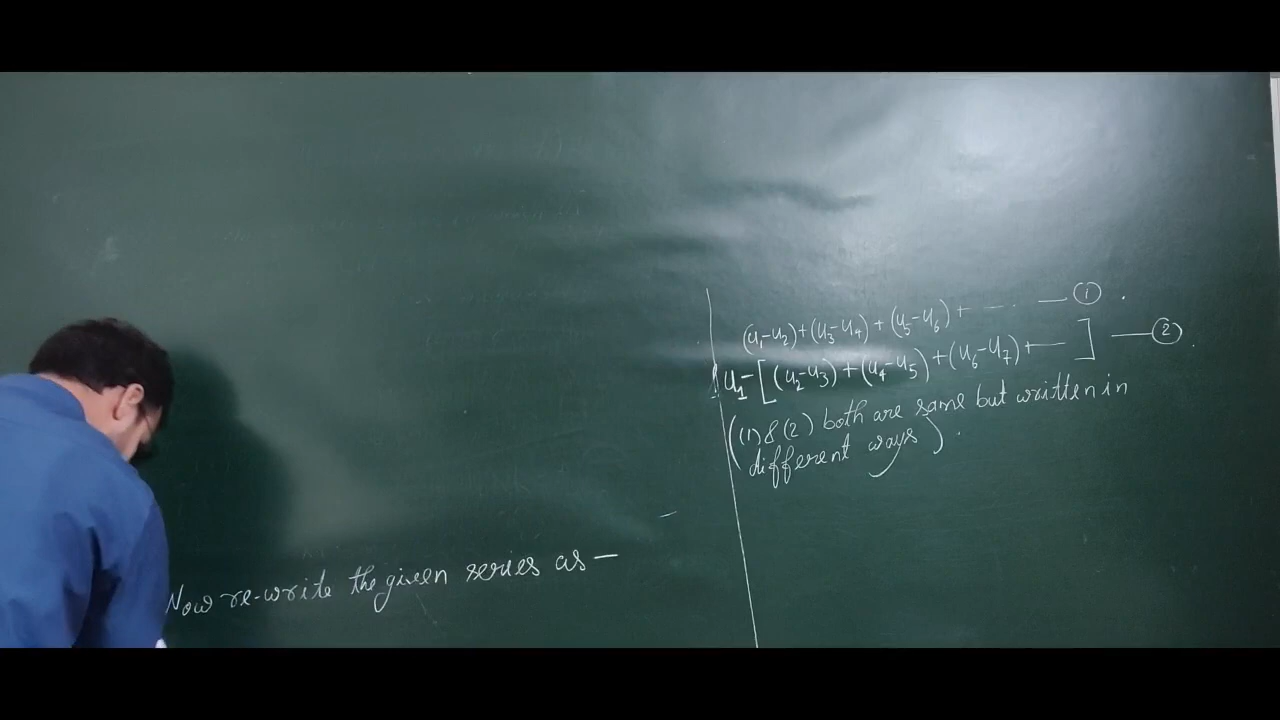 (u₁-u₂)+(u₃-u₄)+(u₅-u₆)+ ------ — ①.
u₁-[(u₂-u₃)+(u₄-u₅)+(u₆-u₇)+---- ] — ②.
((1) & (2) both are same but written in
different ways).
Now re-write the given series as —